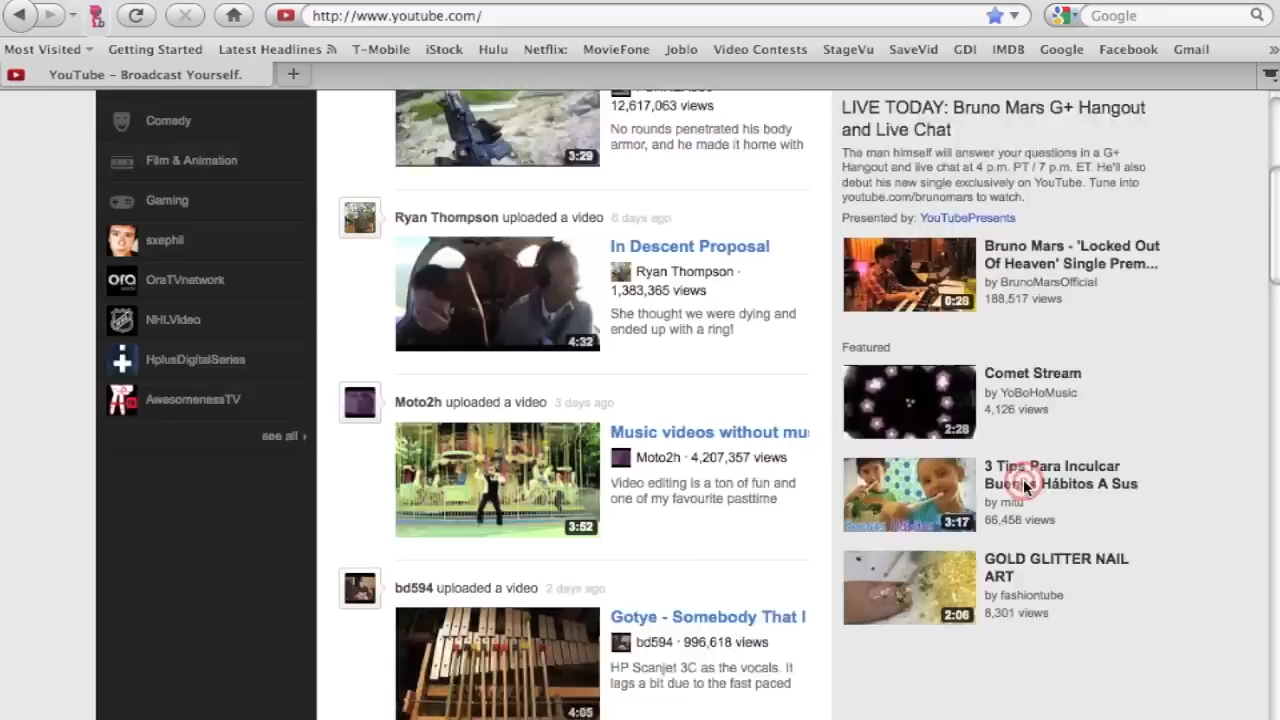 http://www.youtube.com/
Google
Most Visited
Getting Started
Latest Headlines
T-Mobile
iStock
Hulu
Netflix:
MovieFone
Joblo
Video Contests
StageVu
SaveVid
GDI
IMDB
Google
Facebook
Gmail
»
YouTube - Broadcast Yourself.
Comedy
Film & Animation
Gaming
sxephil
ora
OraTVnetwork
NHLVideo
HplusDigitalSeries
AwesomenessTV
see all
12,617,063 views
No rounds penetrated his body
armor, and he made it home with
3:29
Ryan Thompson uploaded a video 6 days ago
In Descent Proposal
Ryan Thompson ·
1,383,365 views
She thought we were dying and
ended up with a ring!
4:32
Moto2h uploaded a video 3 days ago
Music videos without mu
Moto2h · 4,207,357 views
Video editing is a ton of fun and
one of my favourite pasttime
3:52
bd594 uploaded a video 2 days ago
Gotye - Somebody That I
bd594 · 996,618 views
HP Scanjet 3C as the vocals. It
lags a bit due to the fast paced
4:05
LIVE TODAY: Bruno Mars G+ Hangout
and Live Chat
The man himself will answer your questions in a G+
Hangout and live chat at 4 p.m. PT / 7 p.m. ET. He'll also
debut his new single exclusively on YouTube. Tune into
youtube.com/brunomars to watch.
Presented by: YouTubePresents
Bruno Mars - 'Locked Out
Of Heaven' Single Prem...
by BrunoMarsOfficial
188,517 views
0:28
Featured
Comet Stream
by YoBoHoMusic
4,126 views
2:28
3 Tips Para Inculcar
Buenos Hábitos A Sus
by mitu
66,458 views
3:17
GOLD GLITTER NAIL
ART
by fashiontube
8,301 views
2:06